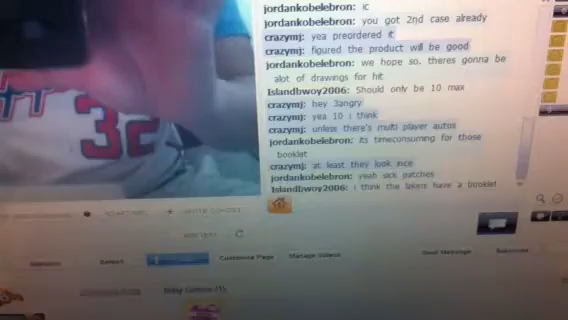 jordankobelebron: ic
jordankobelebron: you got 2nd case already
crazymj: yea preordered it
crazymj: figured the product will be good
jordankobelebron: we hope so. theres gonna be
alot of drawings for hit
Islandbwoy2006: Should only be 10 max
crazymj: hey 3angry
crazymj: yea 10 i think
crazymj: unless there's multi player autos
jordankobelebron: its timeconsuming for those
booklet
crazymj: at least they look ince
jordankobelebron: yeah sick patches
Islandbwoy2006: i think the lakers have a booklet
32
Customize Page
Manage Videos
Send Message